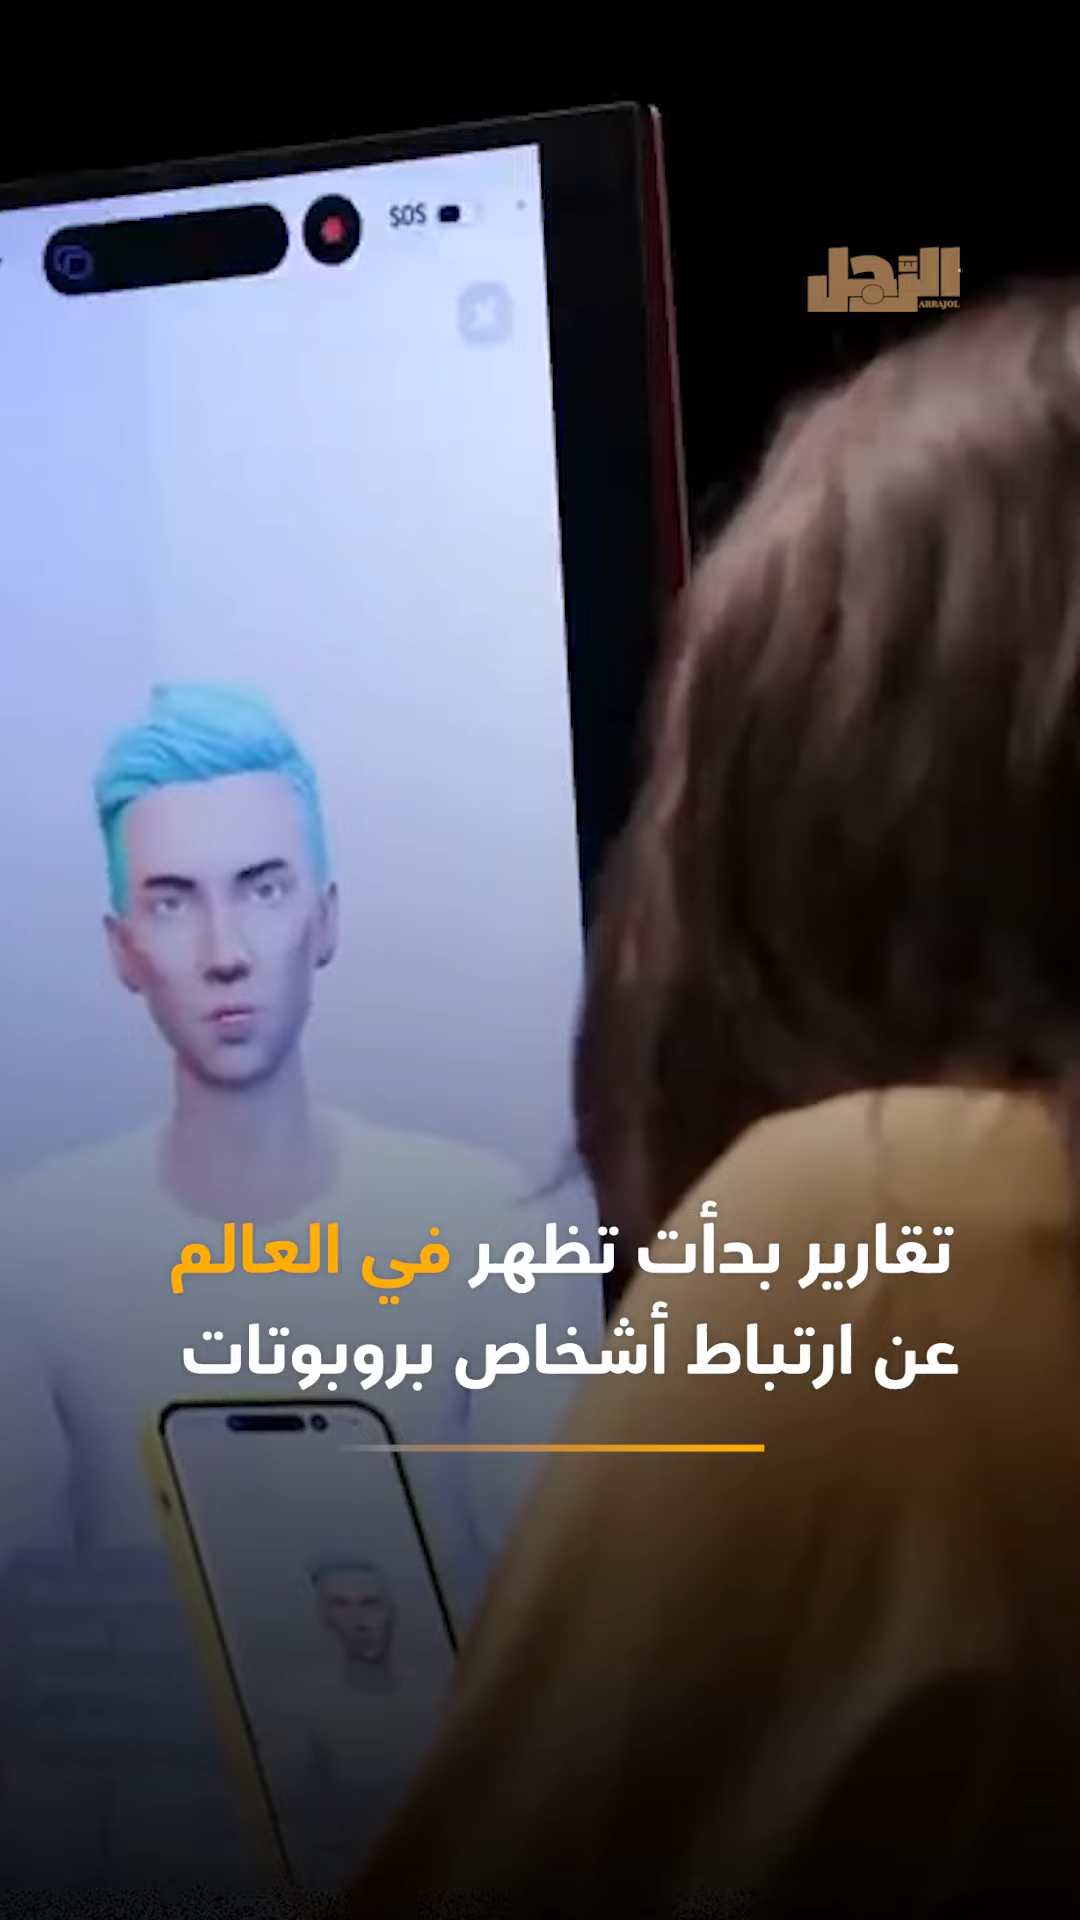 SOS
الرجل
ARRAJOL
تقارير بدأت تظهر في العالم
عن ارتباط أشخاص بروبوتات